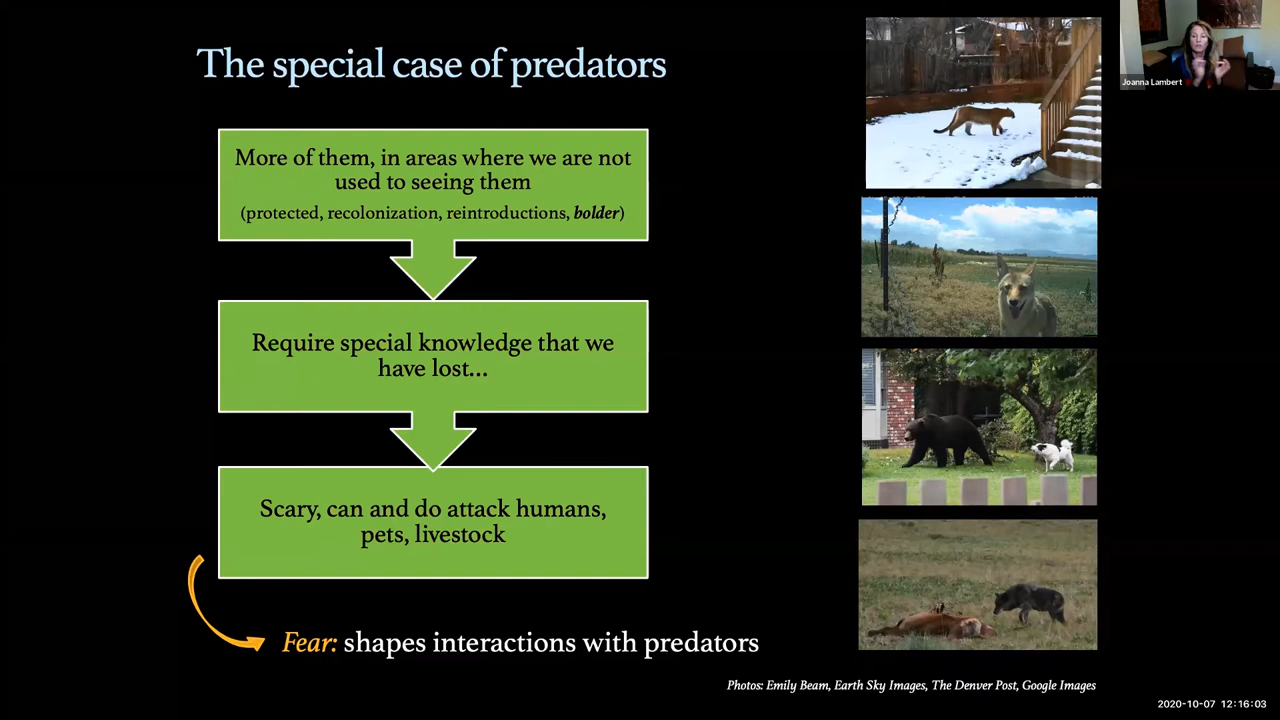 The special case of predators
More of them, in areas where we are not
used to seeing them
(protected, recolonization, reintroductions, bolder)
Require special knowledge that we
have lost...
Scary, can and do attack humans,
pets, livestock
Fear: shapes interactions with predators
Photos: Emily Beam, Earth Sky Images, The Denver Post, Google Images
Joanna Lambert
2020-10-07 12:16:03